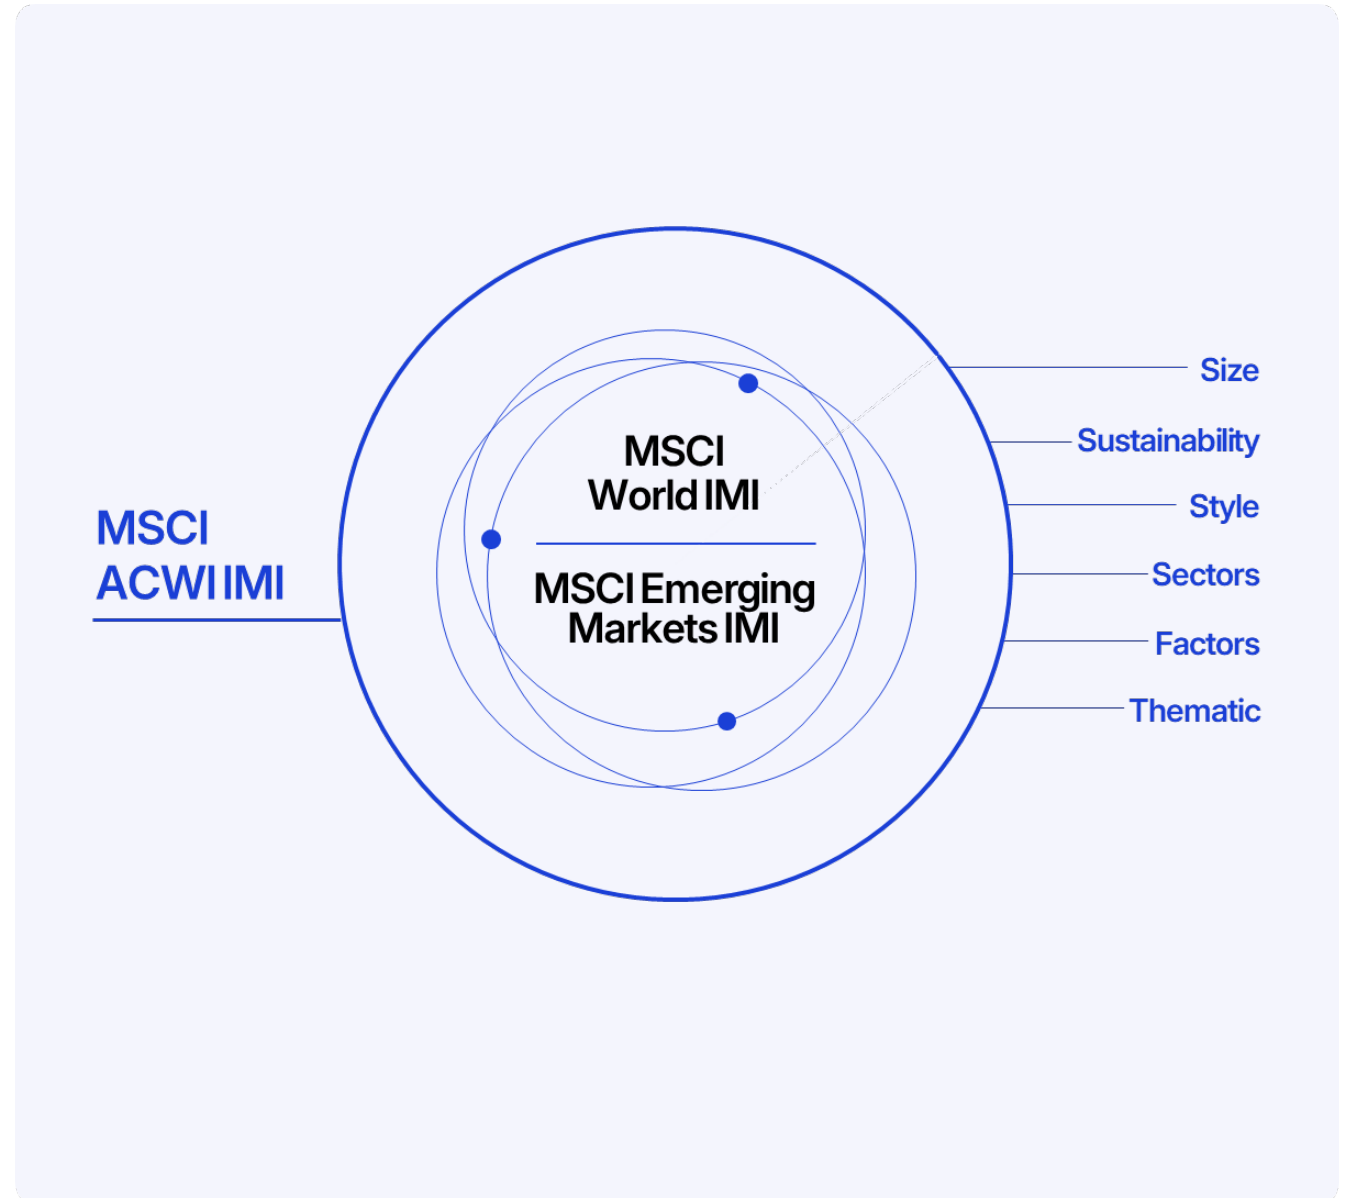 MSCI
ACWI IMI
MSCI
World IMI
MSCI Emerging
Markets IMI
Size
Sustainability
Style
Sectors
Factors
Thematic